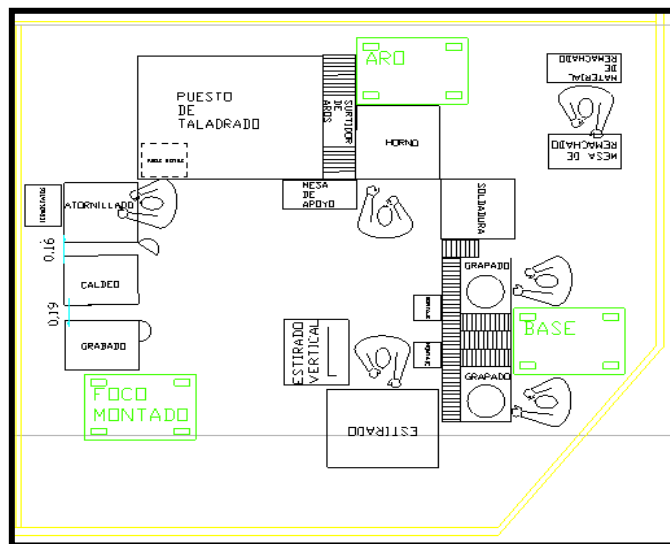 ARO
MATERIAL
DE
REMACHADO
PUESTO
DE
TALADRADO
SURTIDOR
DE
AROS
HORNO
MESA DE
REMACHADO
MESA
DE
APOYO
SOLDADURA
ATORNILLADO
0,16
CALDEO
0,19
GRABADO
GRAPADO
BASE
ESTIRADO
VERTICAL
GRAPADO
FOCO
MONTADO
ESTIRADO